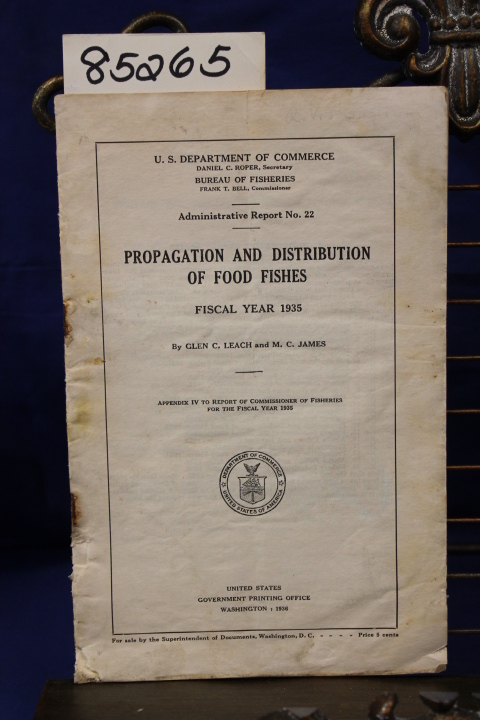 85265
U. S. DEPARTMENT OF COMMERCE
DANIEL C. ROPER, Secretary
BUREAU OF FISHERIES
FRANK T. BELL, Commissioner
Administrative Report No. 22
PROPAGATION AND DISTRIBUTION
OF FOOD FISHES
FISCAL YEAR 1935
By GLEN C. LEACH and M. C. JAMES
APPENDIX IV TO REPORT OF COMMISSIONER OF FISHERIES
FOR THE FISCAL YEAR 1935
DEPARTMENT OF COMMERCE
UNITED STATES OF AMERICA
UNITED STATES
GOVERNMENT PRINTING OFFICE
WASHINGTON : 1936
For sale by the Superintendent of Documents, Washington, D. C. - - - - Price 5 cents